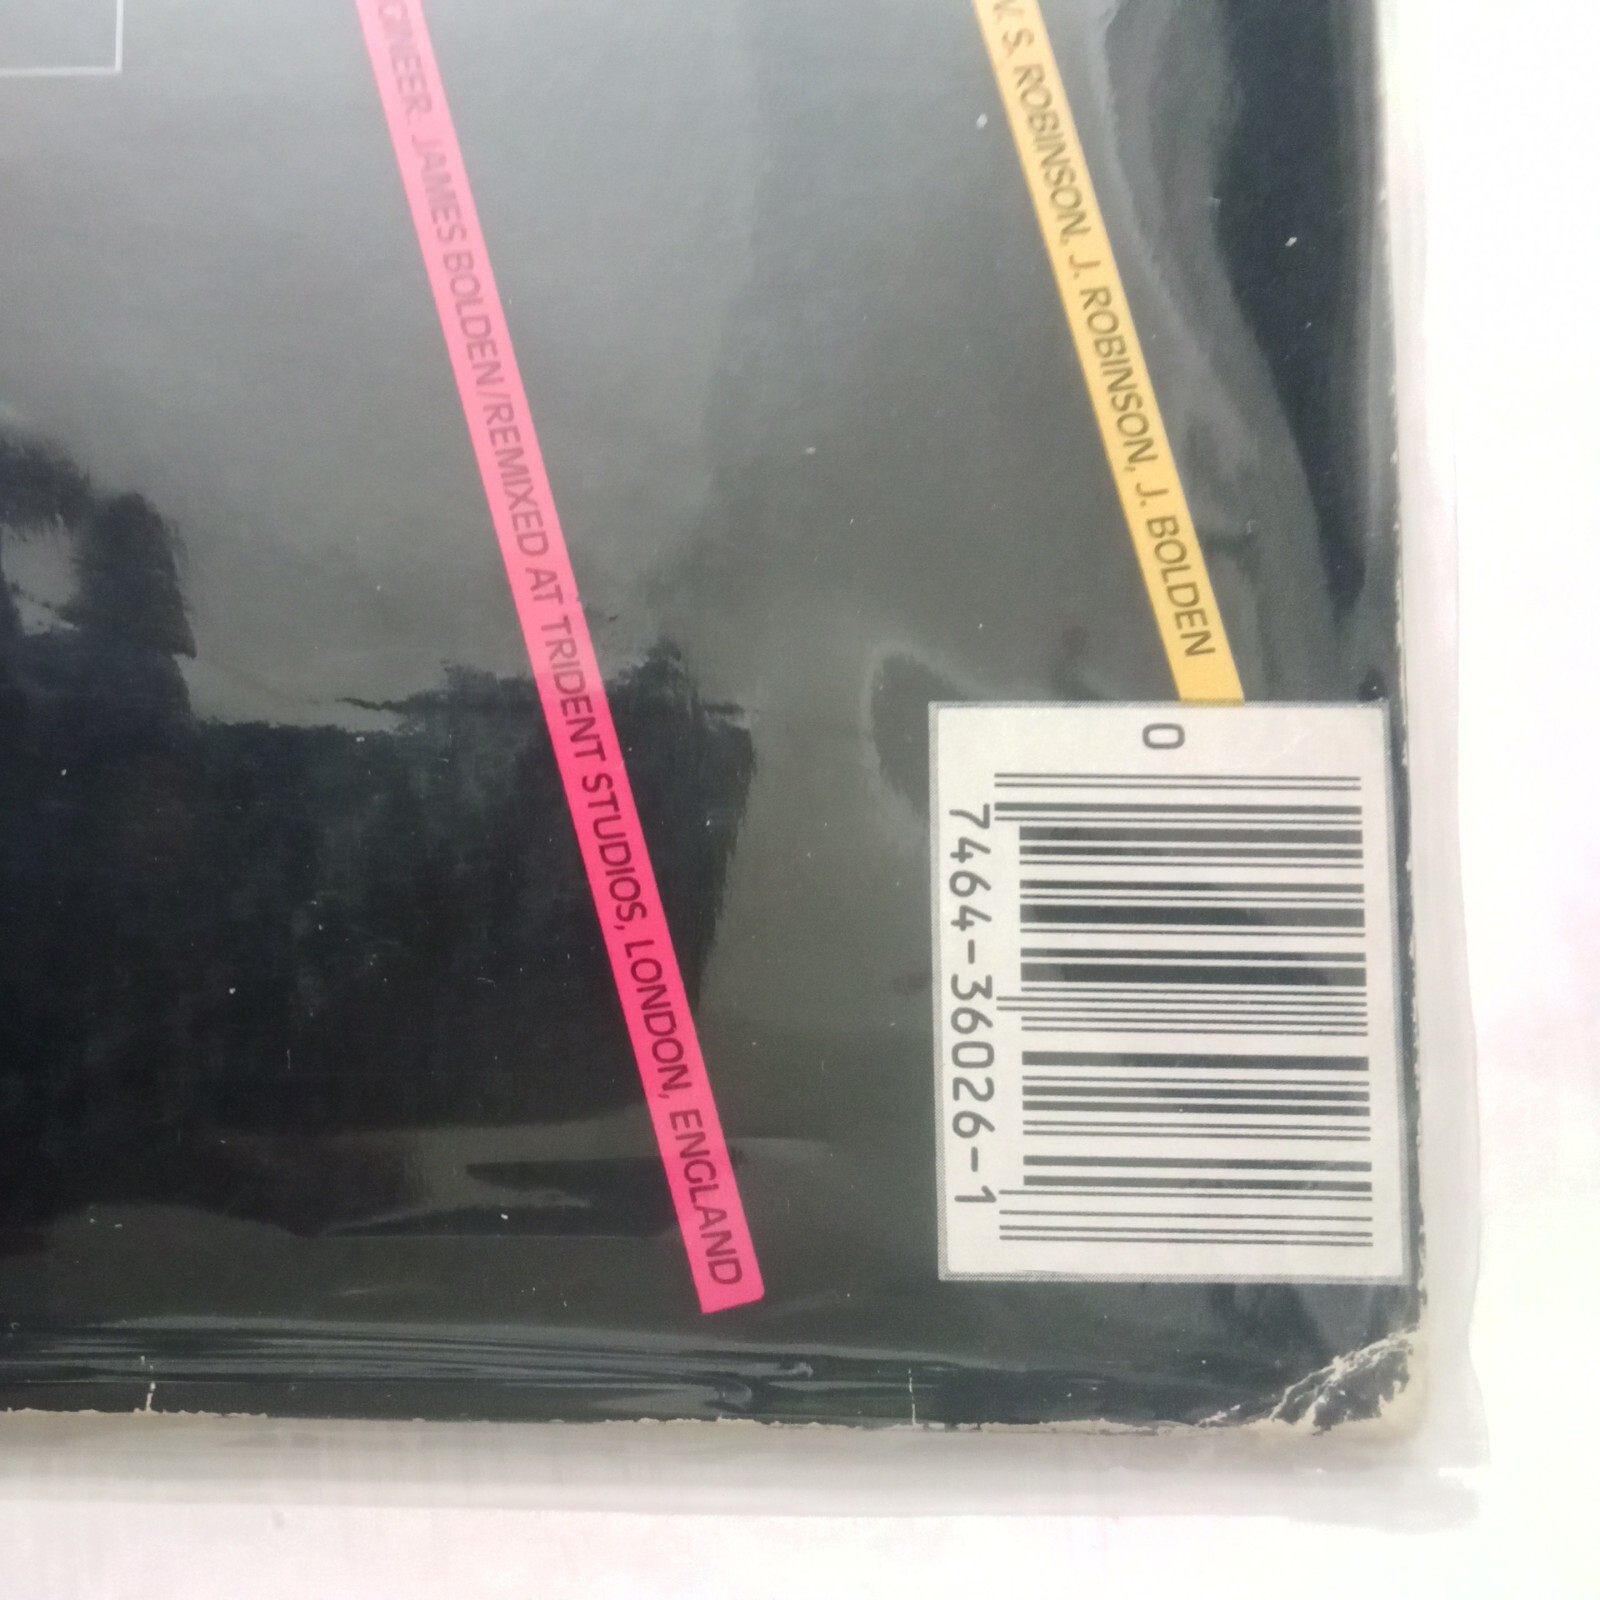 GINEER: JAMES BOLDEN/REMIXED AT TRIDENT STUDIOS, LONDON, ENGLAND
V. S. ROBINSON, J. ROBINSON, J. BOLDEN
0
7464-36026-1